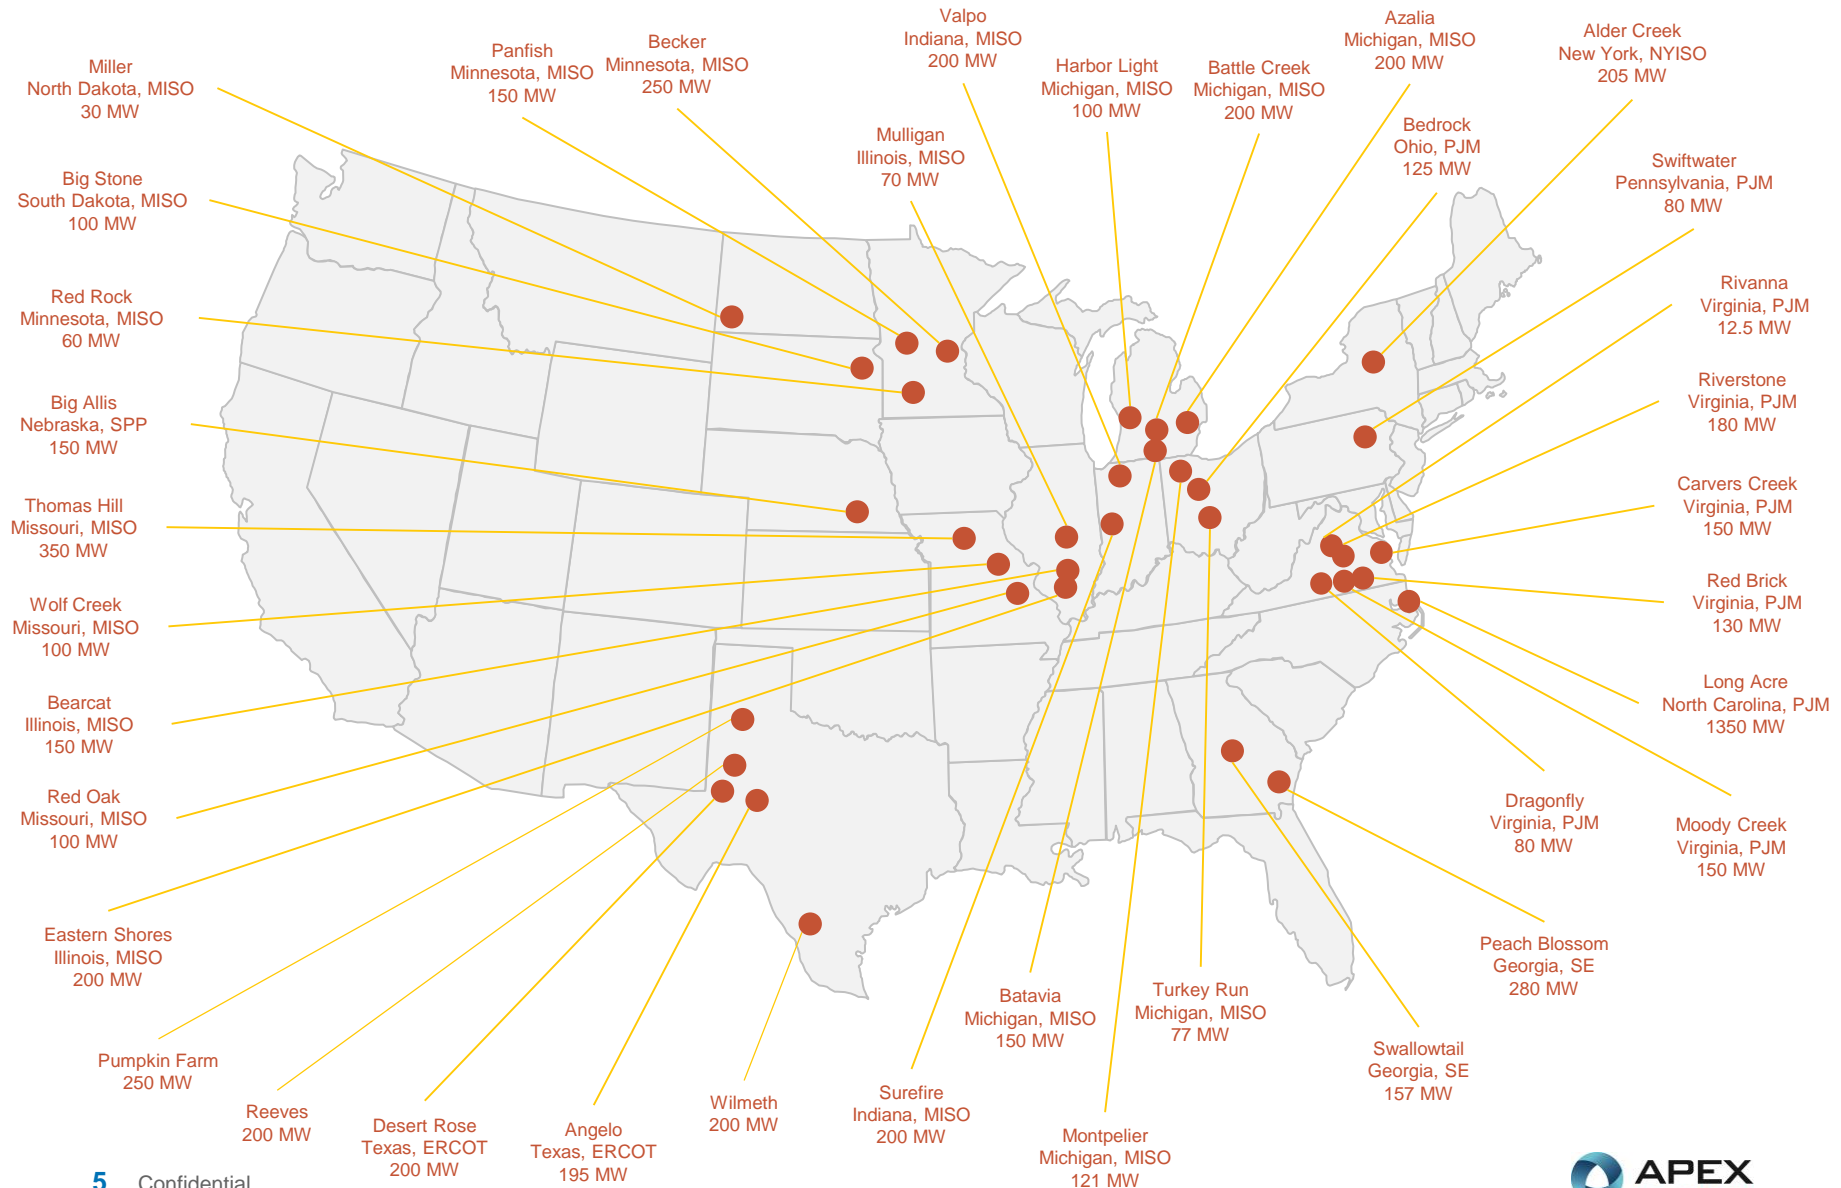 Miller
North Dakota, MISO
30 MW
Panfish
Minnesota, MISO
150 MW
Becker
Minnesota, MISO
250 MW
Valpo
Indiana, MISO
200 MW
Mulligan
Illinois, MISO
70 MW
Harbor Light
Michigan, MISO
100 MW
Battle Creek
Michigan, MISO
200 MW
Azalia
Michigan, MISO
200 MW
Bedrock
Ohio, PJM
125 MW
Alder Creek
New York, NYISO
205 MW
Swiftwater
Pennsylvania, PJM
80 MW
Rivanna
Virginia, PJM
12.5 MW
Riverstone
Virginia, PJM
180 MW
Carvers Creek
Virginia, PJM
150 MW
Red Brick
Virginia, PJM
130 MW
Long Acre
North Carolina, PJM
1350 MW
Moody Creek
Virginia, PJM
150 MW
Dragonfly
Virginia, PJM
80 MW
Peach Blossom
Georgia, SE
280 MW
Swallowtail
Georgia, SE
157 MW
Turkey Run
Michigan, MISO
77 MW
Montpelier
Michigan, MISO
121 MW
Batavia
Michigan, MISO
150 MW
Surefire
Indiana, MISO
200 MW
Wilmeth
200 MW
Angelo
Texas, ERCOT
195 MW
Desert Rose
Texas, ERCOT
200 MW
Reeves
200 MW
Pumpkin Farm
250 MW
Eastern Shores
Illinois, MISO
200 MW
Red Oak
Missouri, MISO
100 MW
Bearcat
Illinois, MISO
150 MW
Wolf Creek
Missouri, MISO
100 MW
Thomas Hill
Missouri, MISO
350 MW
Big Allis
Nebraska, SPP
150 MW
Red Rock
Minnesota, MISO
60 MW
Big Stone
South Dakota, MISO
100 MW
5 Confidential
APEX